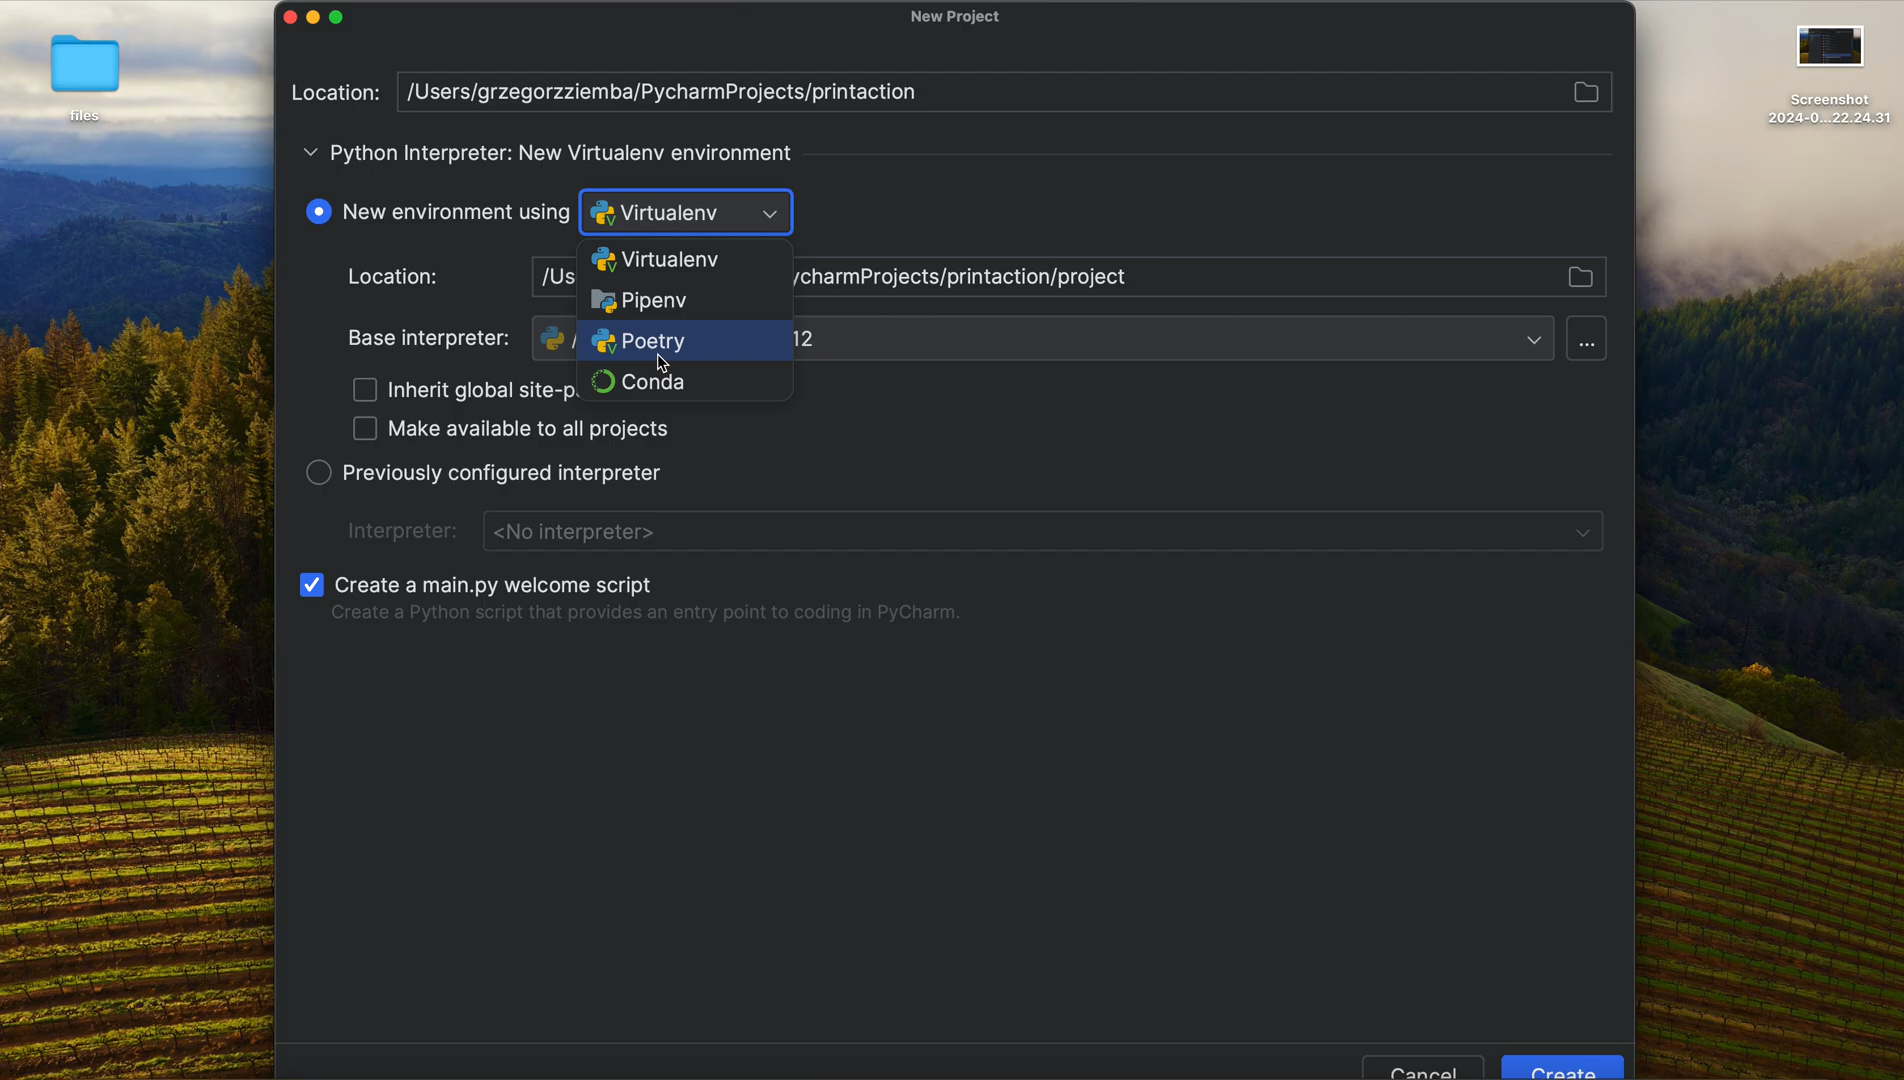 New Project
files
Screenshot
2024-0...22.24.31
Location: /Users/grzegorzziemba/PycharmProjects/printaction
Python Interpreter: New Virtualenv environment
New environment using Virtualenv
Virtualenv
Location: /Us ycharmProjects/printaction/project
Pipenv
Base interpreter: / 12 ...
Poetry
Conda
Inherit global site-p
Make available to all projects
Previously configured interpreter
Interpreter: <No interpreter>
Create a main.py welcome script
Create a Python script that provides an entry point to coding in PyCharm.
Cancel Create